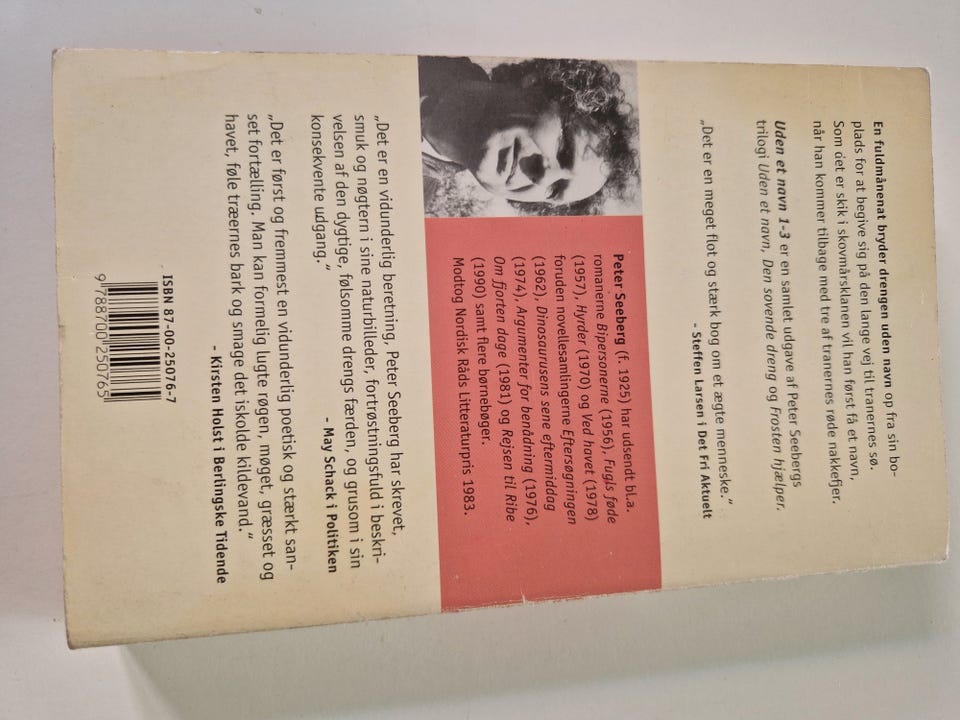 En fuldmånenat bryder drengen uden navn op fra sin bo-
plads for at begive sig på den lange vej til tranernes sø.
Som det er skik i skovmårsklanen vil han først få et navn,
når han kommer tilbage med tre af tranernes røde nakkefjer.
Uden et navn 1-3 er en samlet udgave af Peter Seebergs
trilogi Uden et navn, Den sovende dreng og Frosten hjælper.
„Det er en meget flot og stærk bog om et ægte menneske.“
- Steffen Larsen i Det Fri Aktuelt
Peter Seeberg (f. 1925) har udsendt bl.a.
romanerne Bipersonerne (1956), Fugls føde
(1957), Hyrder (1970) og Ved havet (1978)
foruden novellesamlingerne Eftersøgningen
(1962), Dinosaurusens sene eftermiddag
(1974), Argumenter for benådning (1976),
Om fjorten dage (1981) og Rejsen til Ribe
(1990) samt flere børnebøger.
Modtog Nordisk Råds Litteraturpris 1983.
„Det er en vidunderlig beretning, Peter Seeberg har skrevet,
smuk og nøgtern i sine naturbilleder, fortrøstningsfuld i beskri-
velsen af den dygtige, følsomme drengs færden, og grusom i sin
konsekvente udgang.“
- May Schack i Politiken
„Det er først og fremmest en vidunderlig poetisk og stærkt san-
set fortælling. Man kan formelig lugte røgen, møget, græsset og
havet, føle træernes bark og smage det iskolde kildevand.“
- Kirsten Holst i Berlingske Tidende
ISBN 87-00-25076-7
9 788700 250765